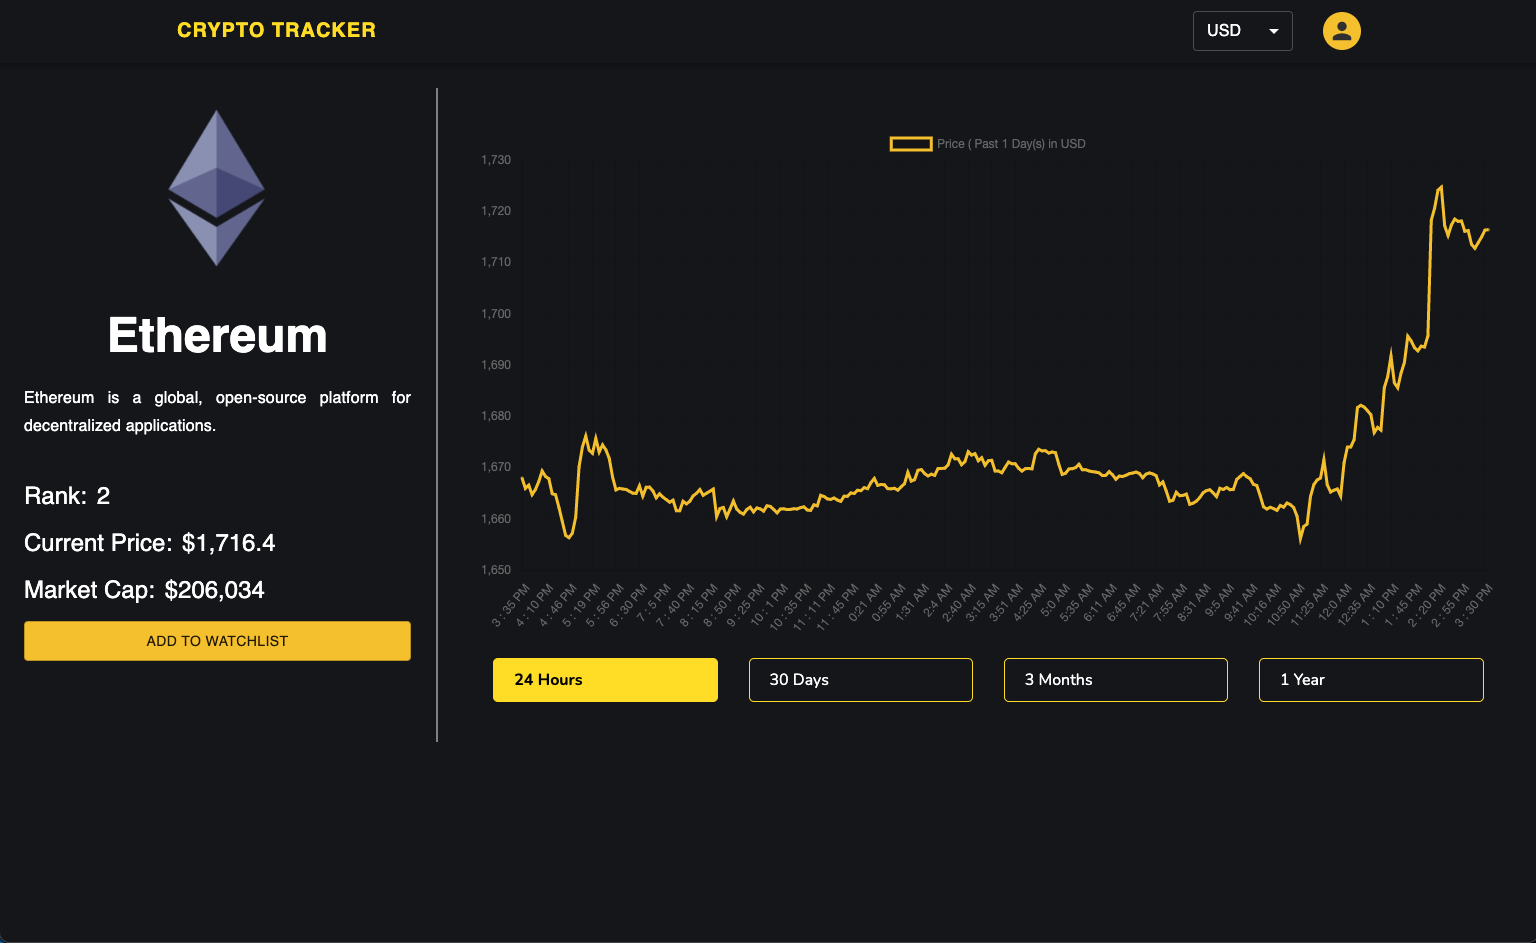 CRYPTO TRACKER
USD
Ethereum
Ethereum is a global, open-source platform for
decentralized applications.
Rank: 2
Current Price: $1,716.4
Market Cap: $206,034
ADD TO WATCHLIST
Price ( Past 1 Day(s) in USD
1,730
1,720
1,710
1,700
1,690
1,680
1,670
1,660
1,650
3 : 35 PM
4 : 10 PM
4 : 46 PM
5 : 19 PM
5 : 56 PM
6 : 30 PM
7 : 5 PM
7 : 40 PM
8 : 15 PM
8 : 50 PM
9 : 25 PM
10 : 1 PM
10 : 35 PM
11 : 11 PM
11 : 45 PM
0:21 AM
0:55 AM
1:31 AM
2:4 AM
2:40 AM
3:15 AM
3:51 AM
4:25 AM
5:0 AM
5:35 AM
6:11 AM
6:45 AM
7:21 AM
7:55 AM
8:31 AM
9:5 AM
9:41 AM
10:16 AM
10:50 AM
11:25 AM
12:0 AM
12:35 AM
1 : 10 PM
1 : 45 PM
2 : 20 PM
2 : 55 PM
3 : 30 PM
24 Hours
30 Days
3 Months
1 Year